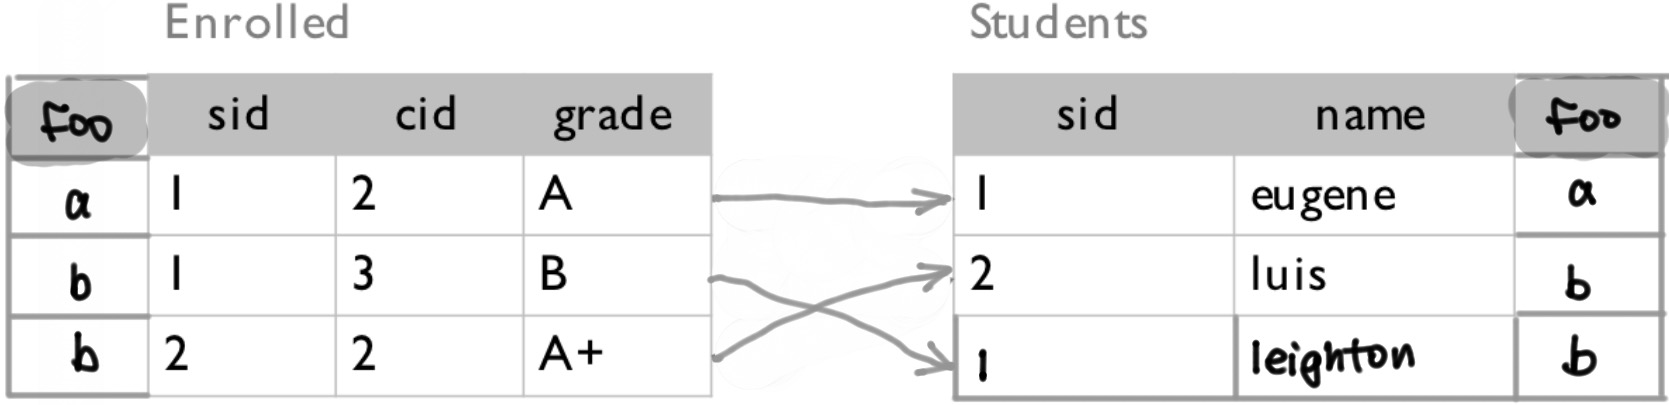 Enrolled Students
Foo sid cid grade sid name Foo
a 1 2 A 1 eugene a
b 1 3 B 2 luis b
b 2 2 A+ 1 leighton b